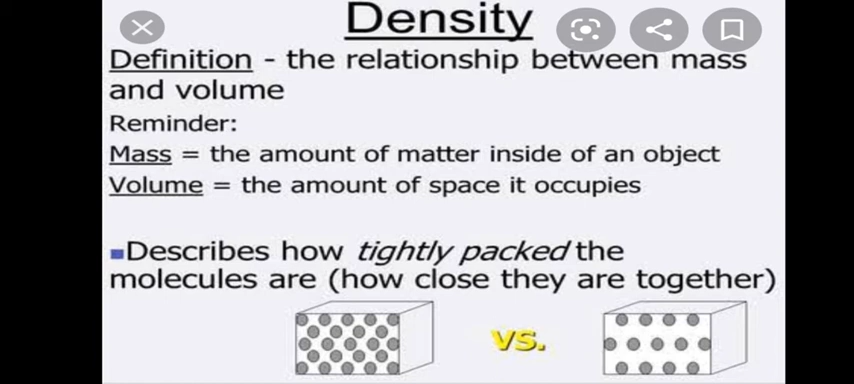 Density
Definition - the relationship between mass
and volume
Reminder:
Mass = the amount of matter inside of an object
Volume = the amount of space it occupies
Describes how tightly packed the
molecules are (how close they are together)
vs.